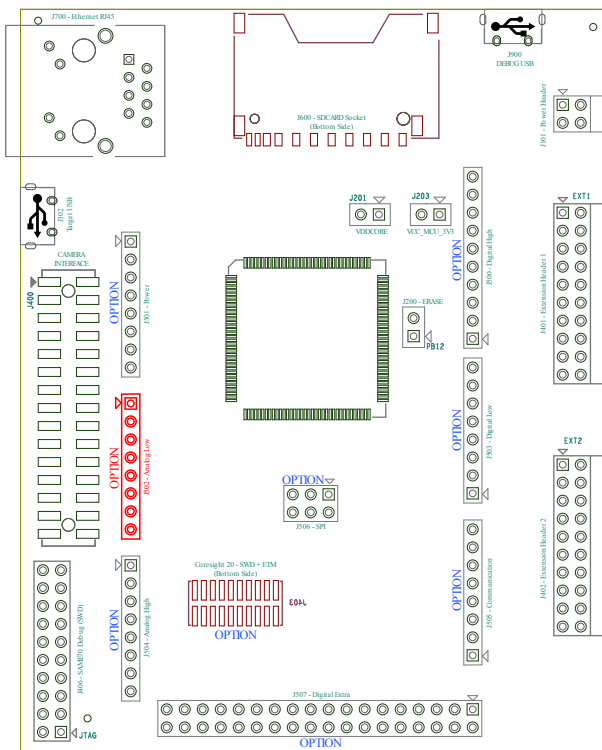 J700 - Ethernet RJ45
J900
DEBUG USB
J600 - SDCARD Socket
(Bottom Side)
J101 - Power Header
J302
Target USB
J201
VDDCORE
J203
VCC_MCU_3V3
EXT1
CAMERA
INTERFACE
J400
OPTION
J501 - Power
OPTION
J500 - Digital High
J401 - Extension Header 1
J200 - ERASE
PB12
OPTION
J502 - Analog Low
OPTION
J503 - Digital Low
EXT2
OPTION
J506 - SPI
Coresight 20 - SWD + ETM
(Bottom Side)
J403
OPTION
J406 - SAME70 Debug (SWD)
JTAG
OPTION
J504 - Analog High
OPTION
J505 - Communication
J402 - Extension Header 2
J507 - Digital Extra
OPTION